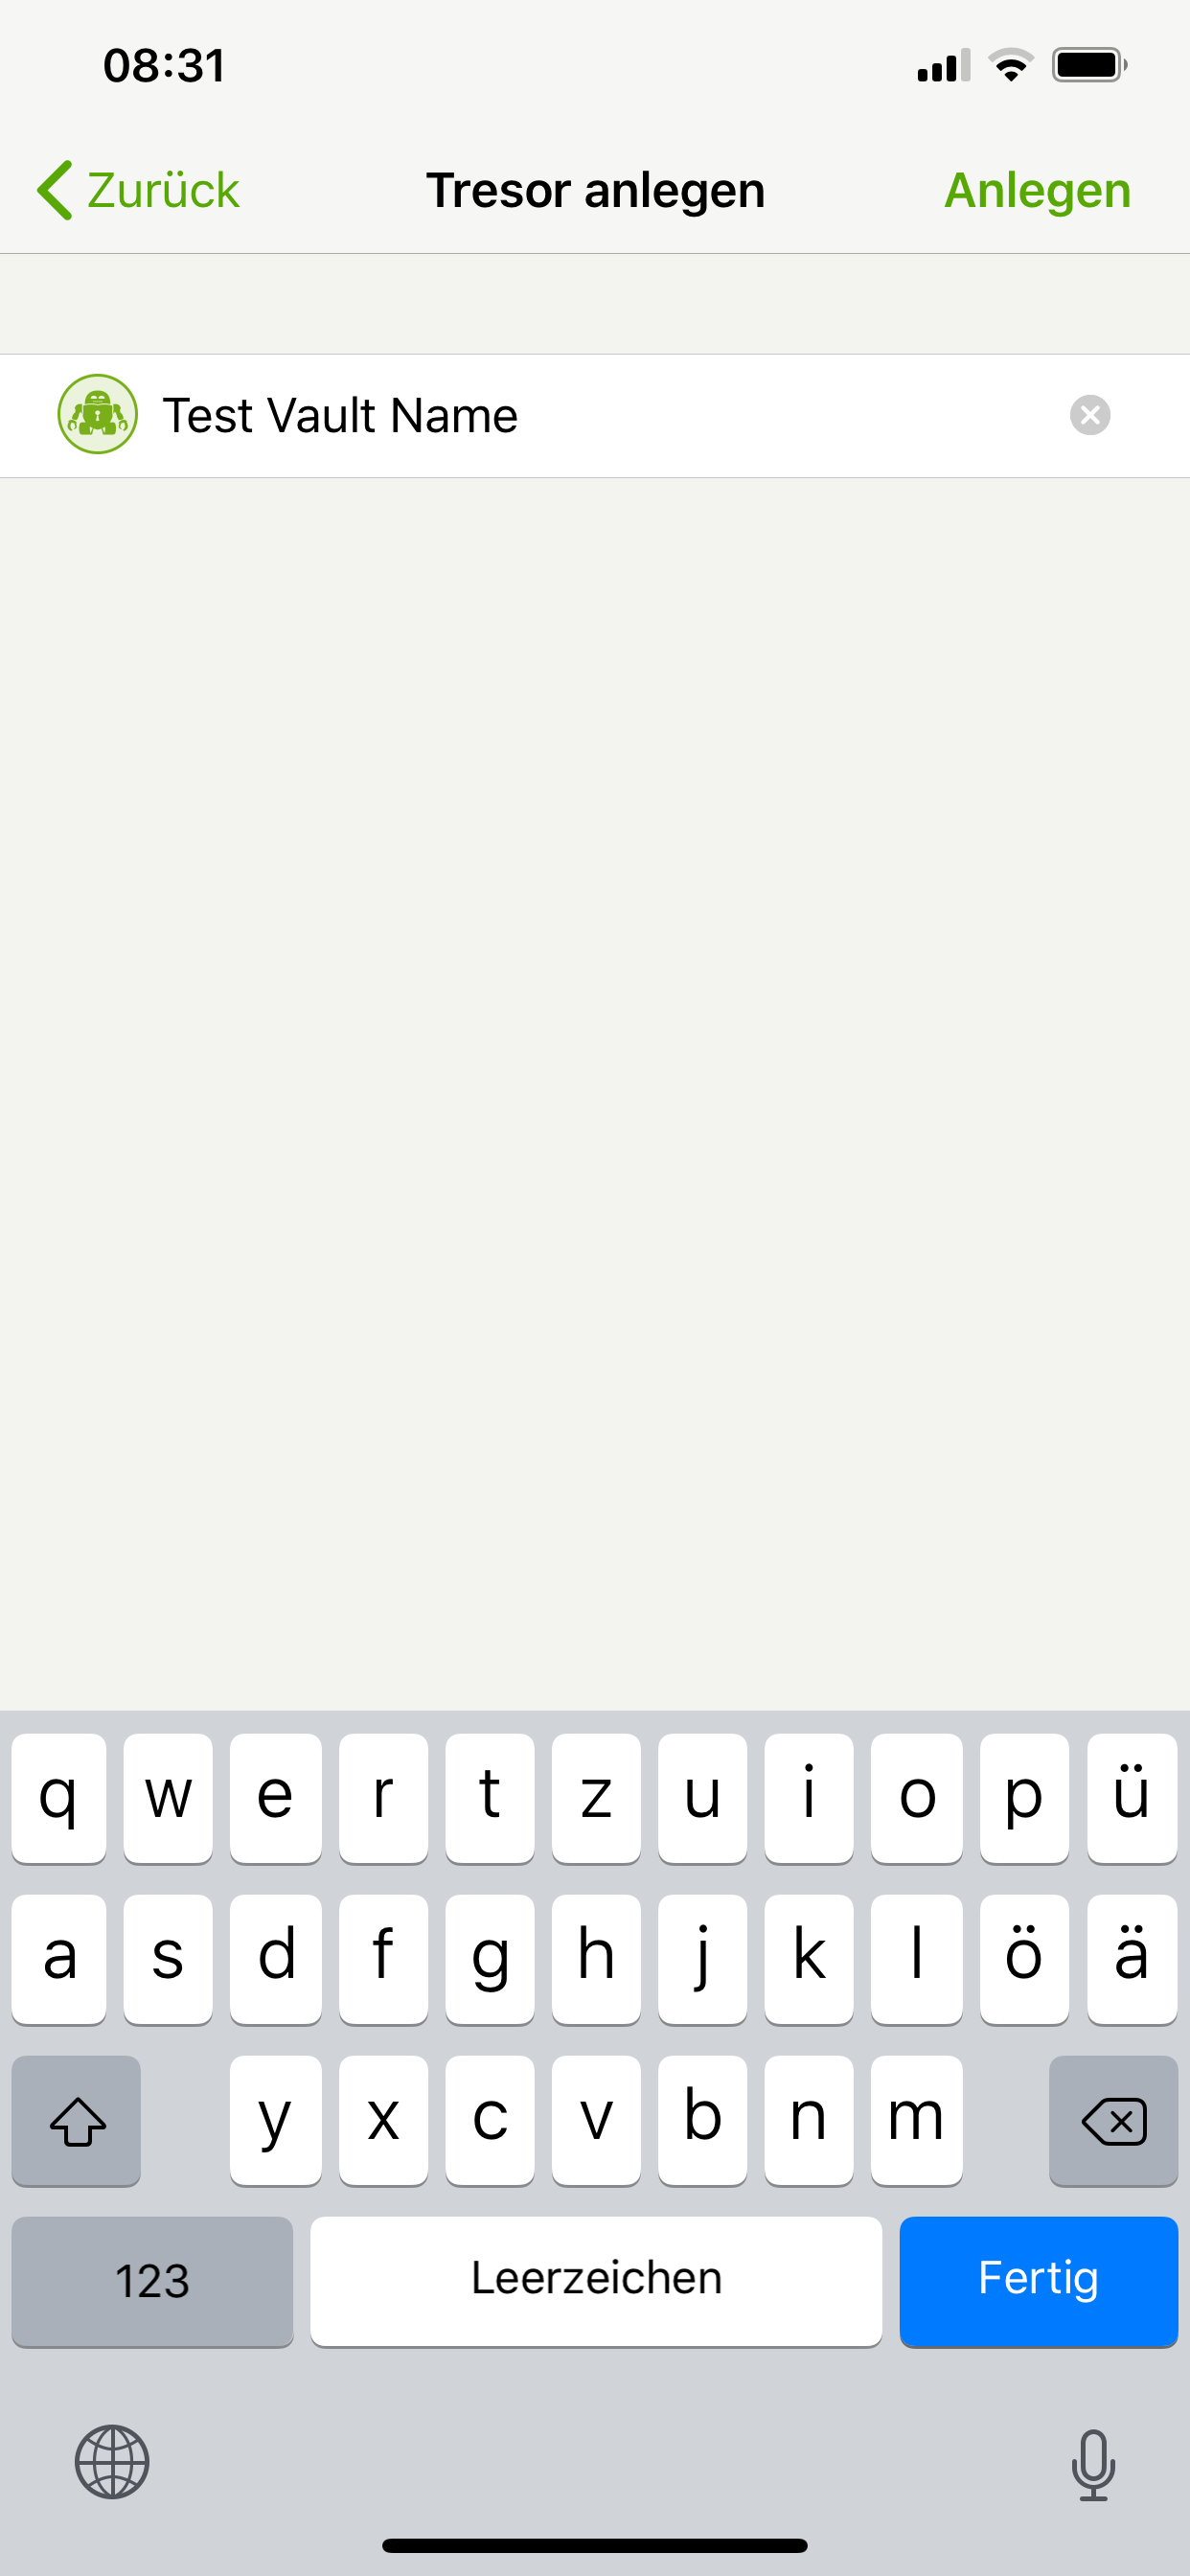 08:31
Zurück Tresor anlegen Anlegen
Test Vault Name
q w e r t z u i o p ü
a s d f g h j k l ö ä
y x c v b n m
123 Leerzeichen Fertig